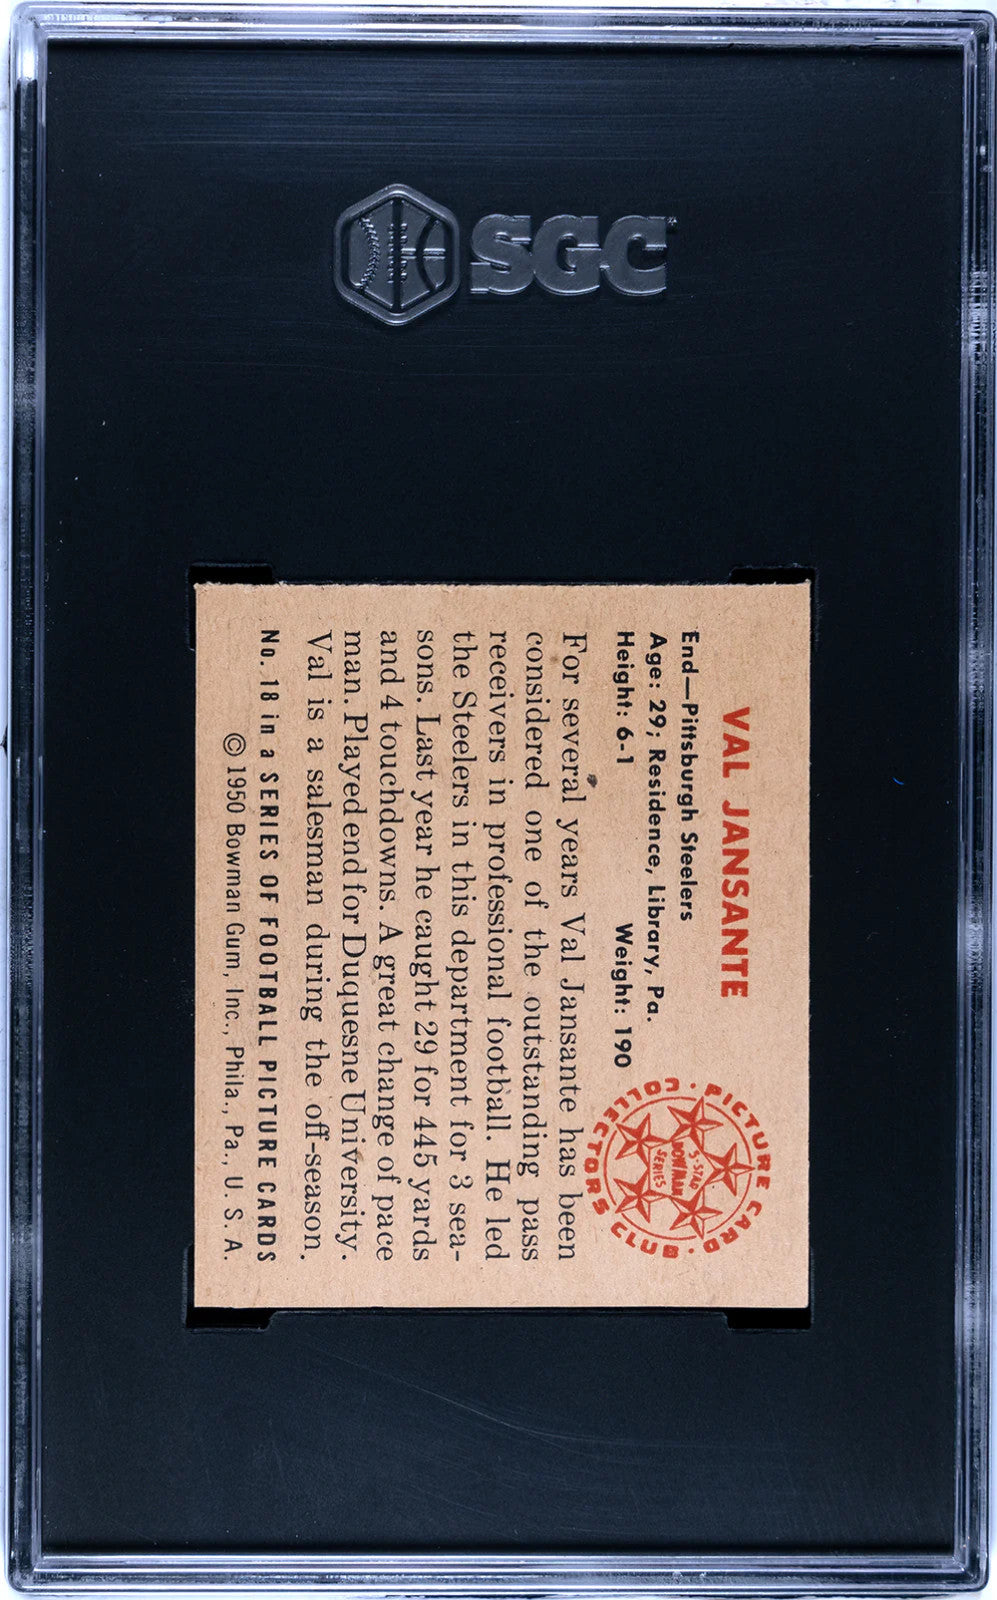 SGC
VAL JANSANTE
End—Pittsburgh Steelers
Age: 29; Residence, Library, Pa.
Height: 6-1 Weight: 190
PICTURE CARD COLLECTORS CLUB
5-STAR
BOWMAN
SERIES
For several years Val Jansante has been
considered one of the outstanding pass
receivers in professional football. He led
the Steelers in this department for 3 sea-
sons. Last year he caught 29 for 445 yards
and 4 touchdowns. A great change of pace
man. Played end for Duquesne University.
Val is a salesman during the off-season.
No. 18 in a SERIES OF FOOTBALL PICTURE CARDS
© 1950 Bowman Gum, Inc., Phila., Pa., U. S. A.